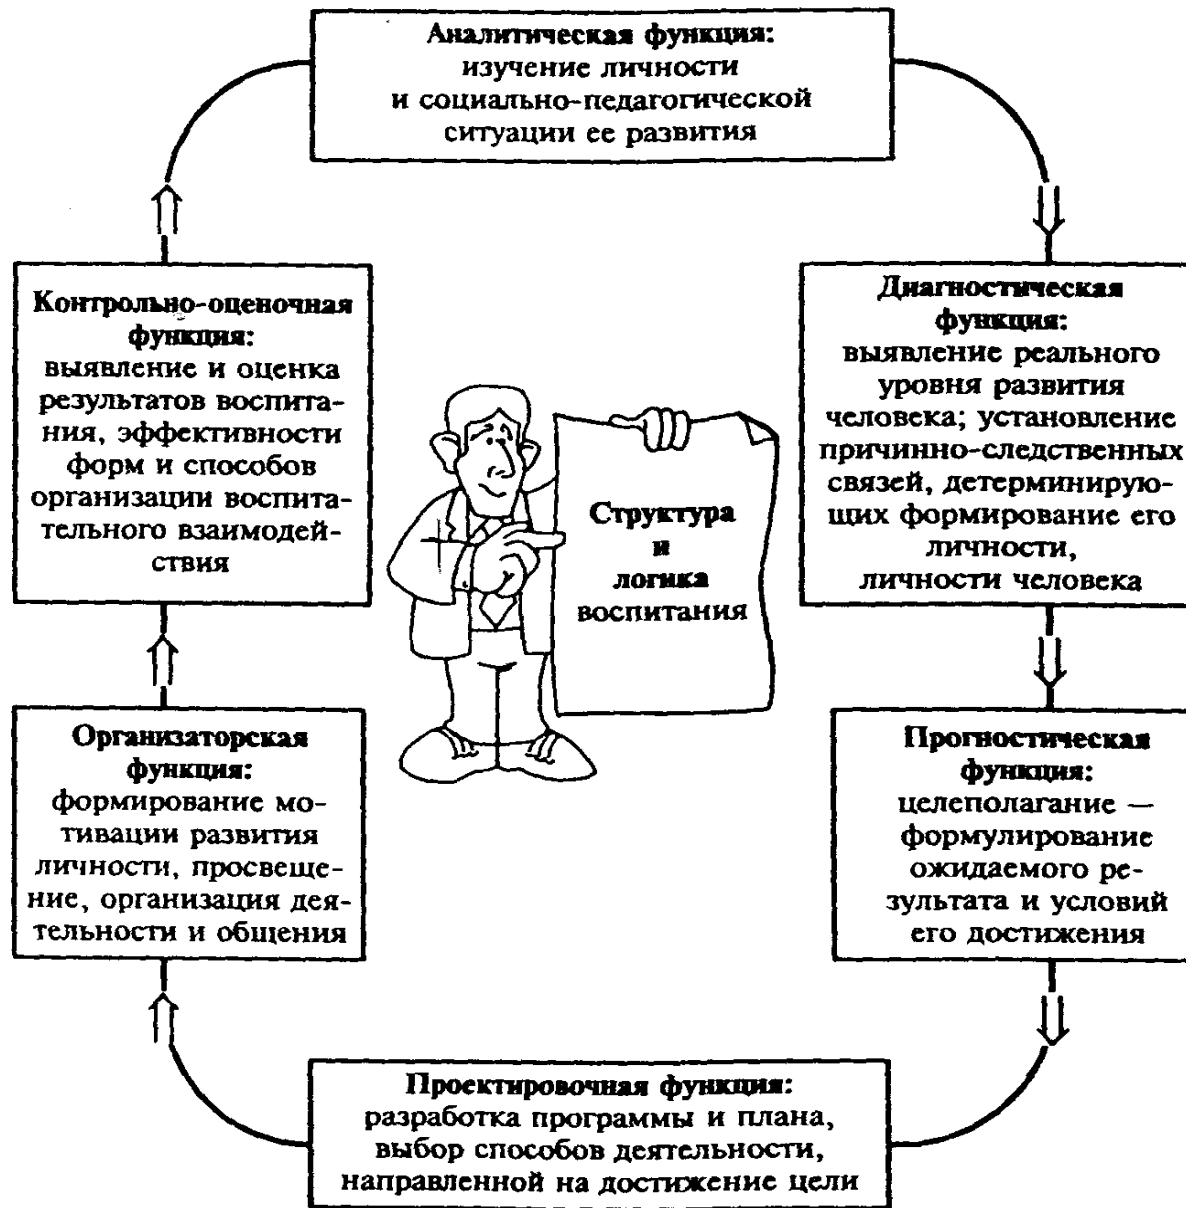 Аналитическая функция:
изучение личности
и социально-педагогической
ситуации ее развития
Диагностическая
функция:
выявление реального
уровня развития
человека; установление
причинно-следственных
связей, детерминирую-
щих формирование его
личности,
личности человека
Прогностическая
функция:
целеполагание —
формулирование
ожидаемого ре-
зультата и условий
его достижения
Проектировочная функция:
разработка программы и плана,
выбор способов деятельности,
направленной на достижение цели
Организаторская
функция:
формирование мо-
тивации развития
личности, просвеще-
ние, организация дея-
тельности и общения
Контрольно-оценочная
функция:
выявление и оценка
результатов воспита-
ния, эффективности
форм и способов
организации воспита-
тельного взаимодей-
ствия
Структура
и
логика
воспитания